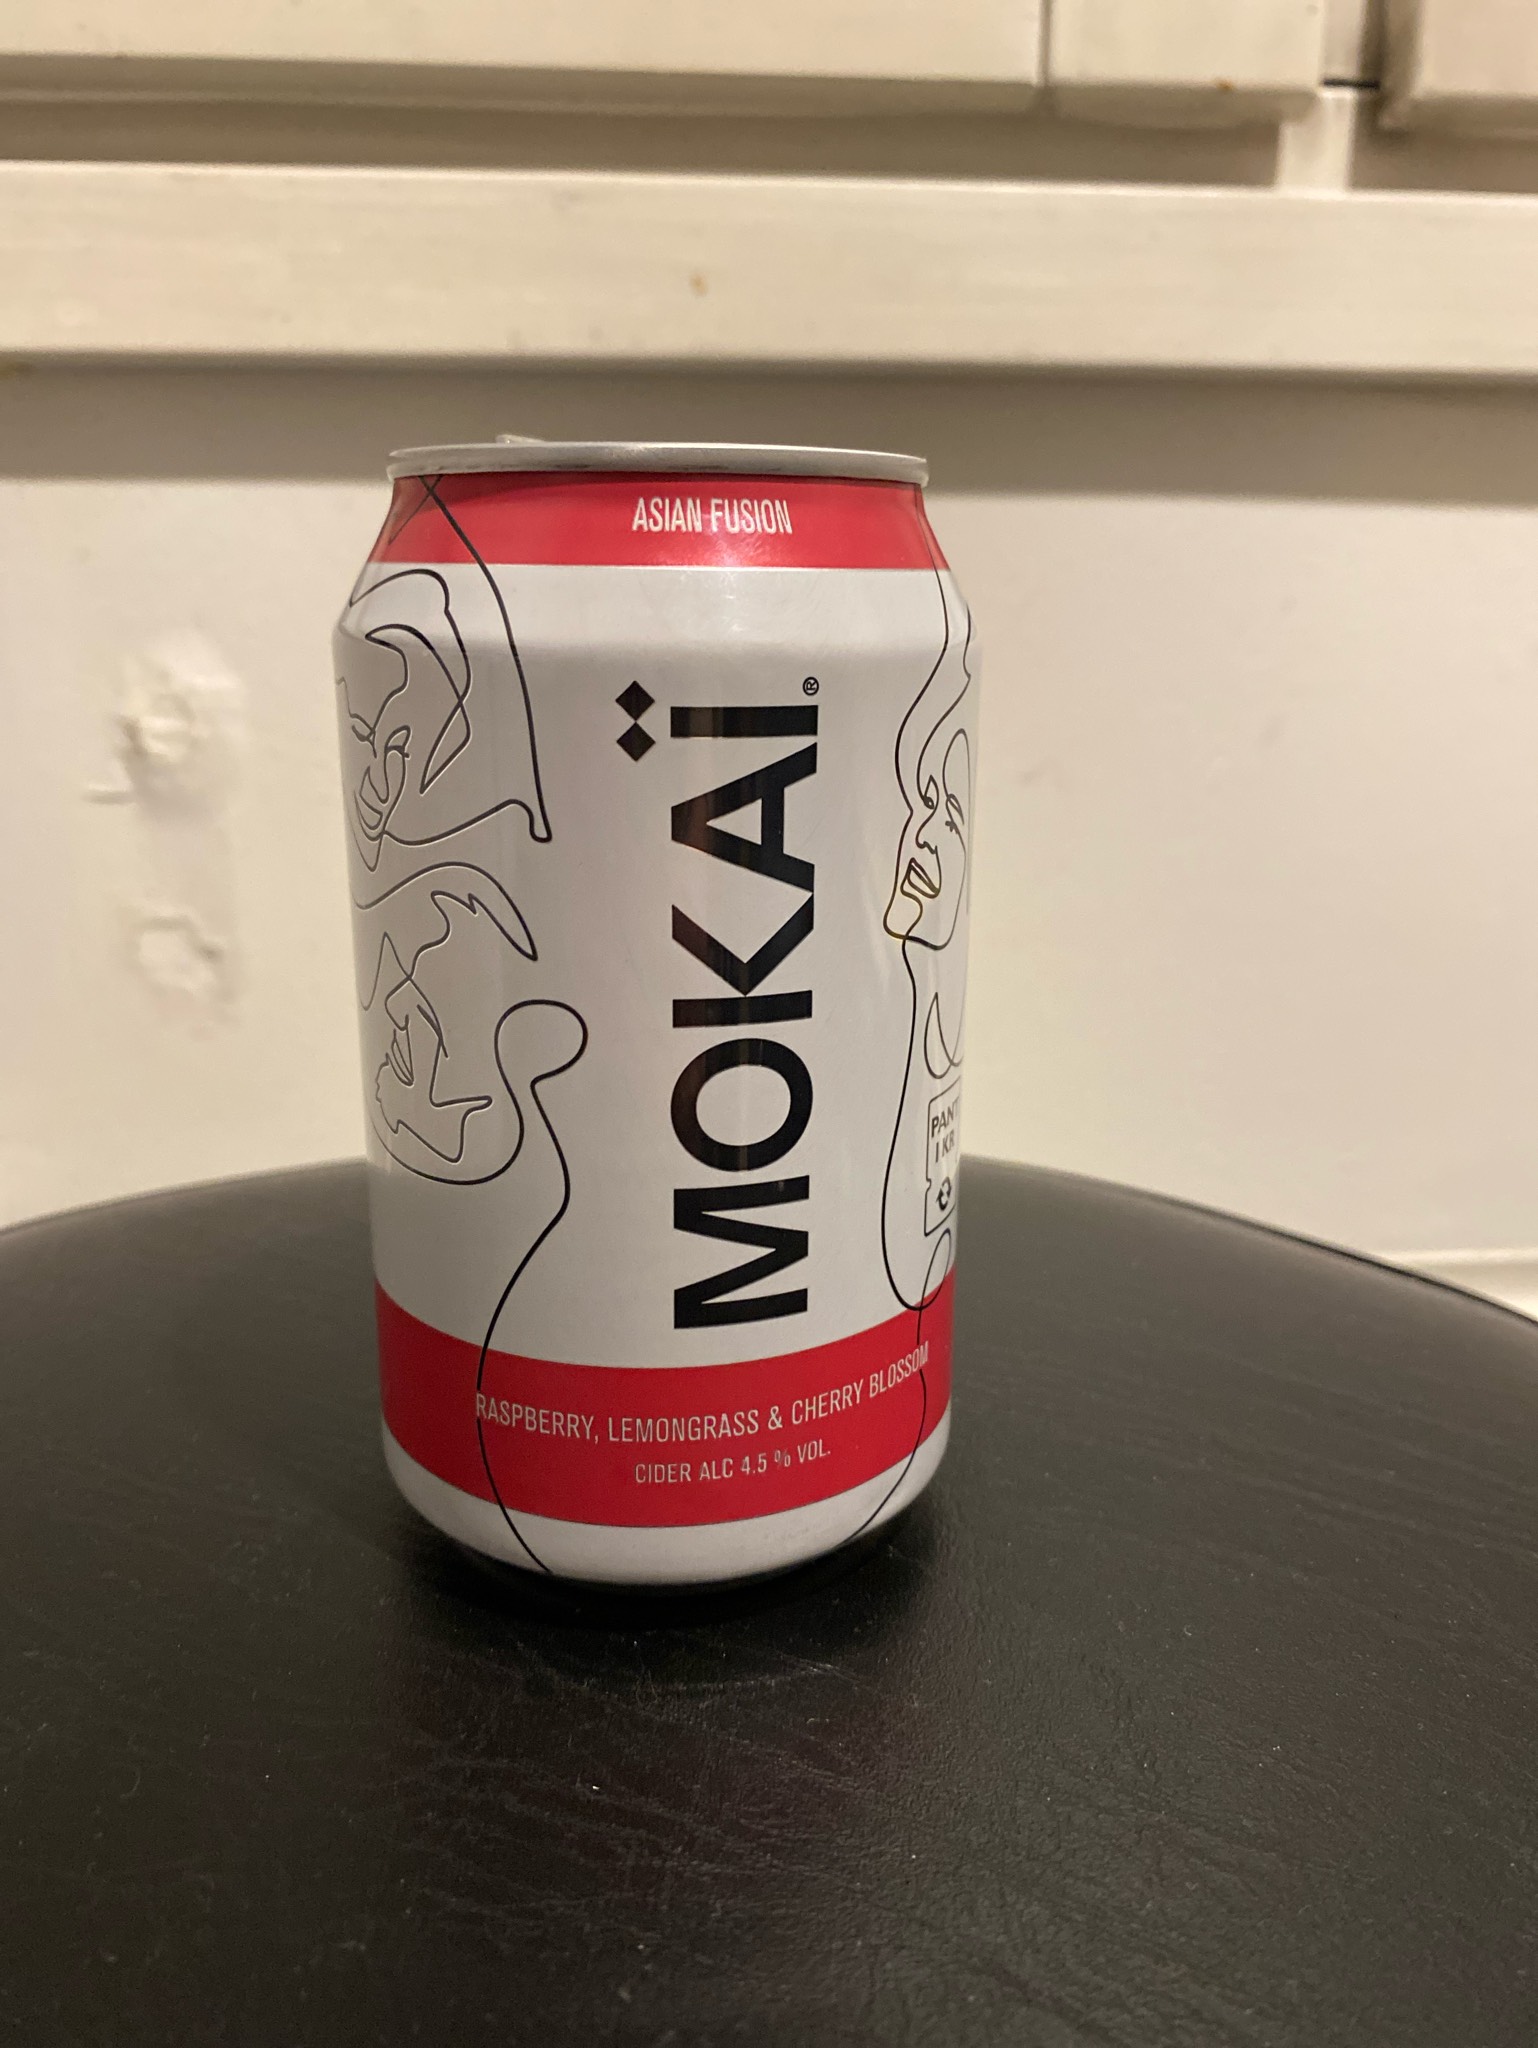 ASIAN FUSION
MOKAÏ®
PANT
1 KR
RASPBERRY, LEMONGRASS & CHERRY BLOSSOM
CIDER ALC 4.5 % VOL.